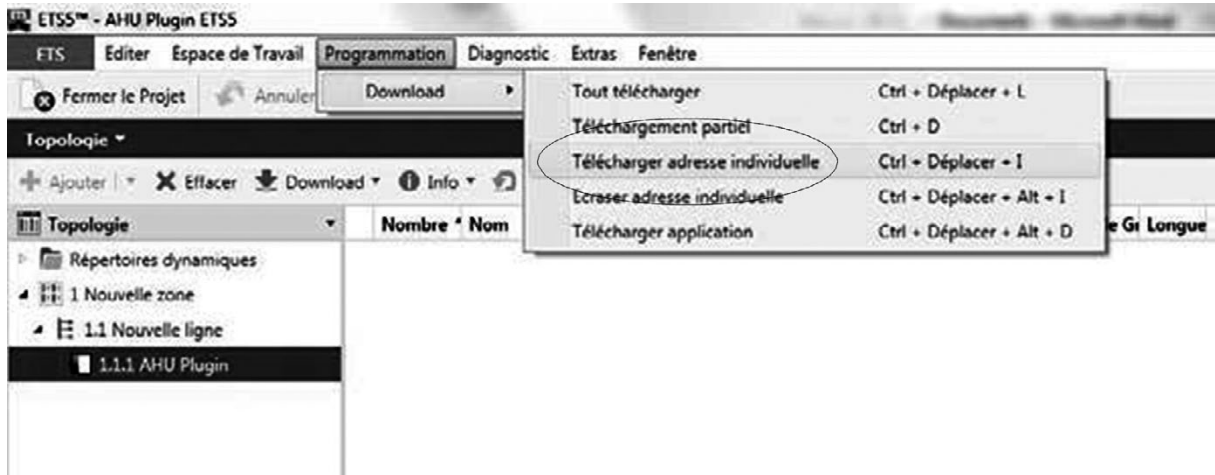 ETS5™ - AHU Plugin ETS5
ETS Editer Espace de Travail Programmation Diagnostic Extras Fenêtre
Fermer le Projet Annuler
Download
Tout télécharger Ctrl + Déplacer + L
Téléchargement partiel Ctrl + D
Télécharger adresse individuelle Ctrl + Déplacer + I
Ecraser adresse individuelle Ctrl + Déplacer + Alt + I
Télécharger application Ctrl + Déplacer + Alt + D
Topologie
Ajouter Effacer Download Info
Topologie
Nombre Nom e Gr Longue
Répertoires dynamiques
1 Nouvelle zone
1.1 Nouvelle ligne
1.1.1 AHU Plugin